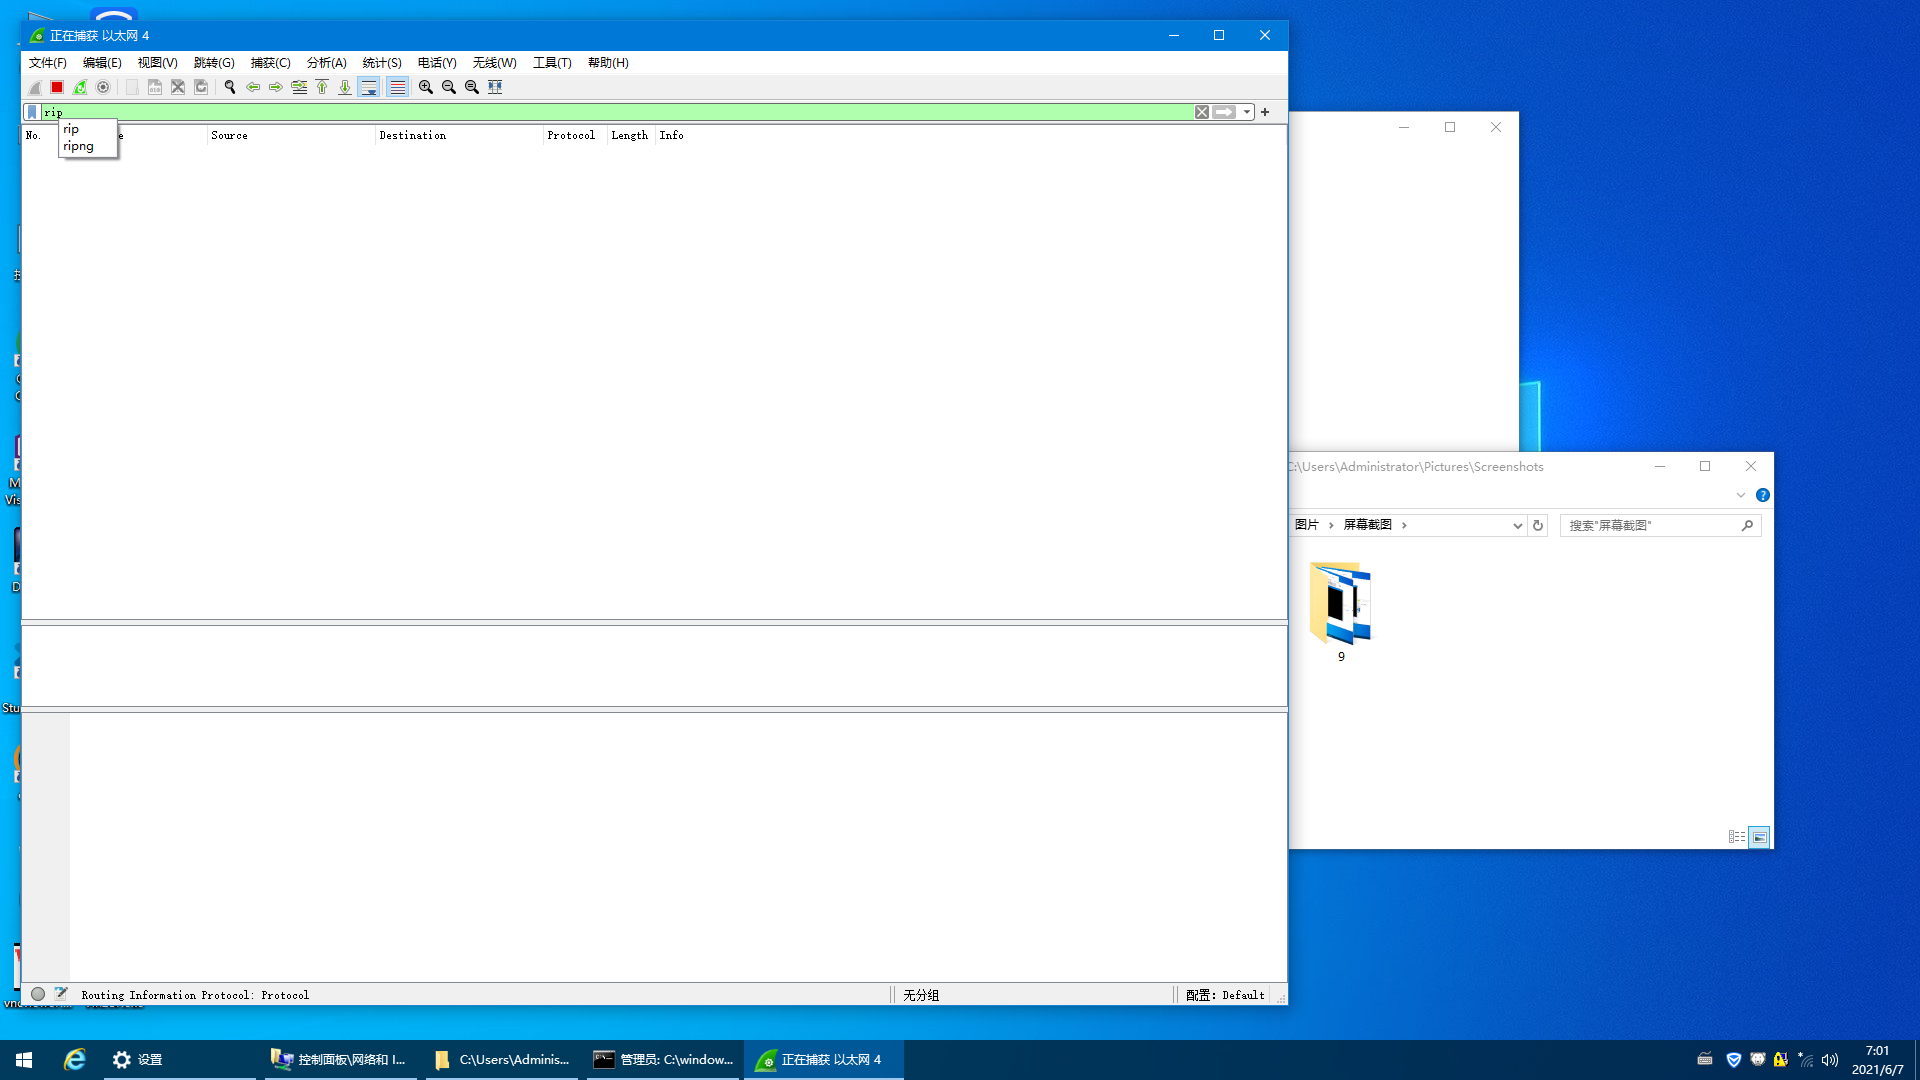 正在捕获 以太网 4
文件(F) 编辑(E) 视图(V) 跳转(G) 捕获(C) 分析(A) 统计(S) 电话(Y) 无线(W) 工具(T) 帮助(H)
rip
rip
ripng
No. Source Destination Protocol Length Info
C:\Users\Administrator\Pictures\Screenshots
图片 › 屏幕截图 ›
搜索"屏幕截图"
9
Routing Information Protocol: Protocol
无分组
配置: Default
设置
控制面板\网络和 I...
C:\Users\Adminis...
管理员: C:\window...
正在捕获 以太网 4
7:01
2021/6/7